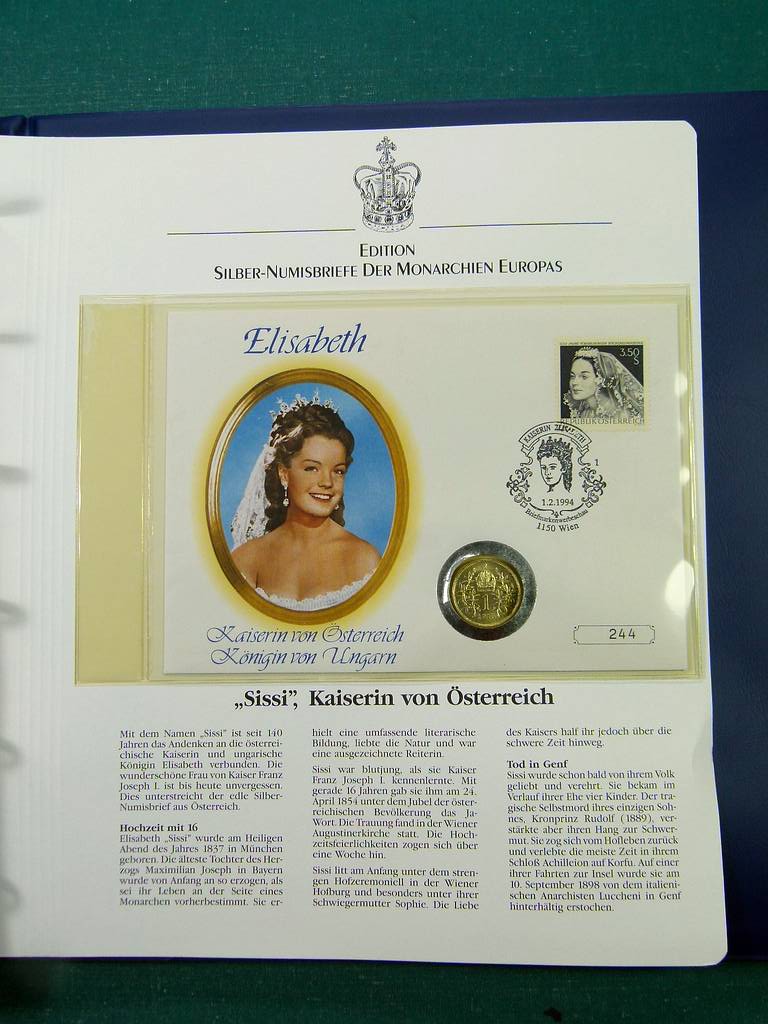 EDITION
SILBER-NUMISBRIEFE DER MONARCHIEN EUROPAS
Elisabeth
3.50
S
REPUBLIK ÖSTERREICH
KAISERIN ELISABETH
1
1.2.1994
Briefmarkenwerbeschau
1150 Wien
1
244
Kaiserin von Österreich
Königin von Ungarn
„Sissi”, Kaiserin von Österreich
Mit dem Namen „Sissi” ist seit 140
Jahren das Andenken an die österrei-
chische Kaiserin und ungarische
Königin Elisabeth verbunden. Die
wunderschöne Frau von Kaiser Franz
Joseph I. ist bis heute unvergessen.
Dies unterstreicht der edle Silber-
Numisbrief aus Österreich.
Hochzeit mit 16
Elisabeth „Sissi” wurde am Heiligen
Abend des Jahres 1837 in München
geboren. Die älteste Tochter des Her-
zogs Maximilian Joseph in Bayern
wurde von Anfang an so erzogen, als
sei ihr Leben an der Seite eines
Monarchen vorherbestimmt. Sie er-
hielt eine umfassende literarische
Bildung, liebte die Natur und war
eine ausgezeichnete Reiterin.
Sissi war blutjung, als sie Kaiser
Franz Joseph I. kennenlernte. Mit
gerade 16 Jahren gab sie ihm am 24.
April 1854 unter dem Jubel der öster-
reichischen Bevölkerung das Ja-
Wort. Die Trauung fand in der Wiener
Augustinerkirche statt. Die Hoch-
zeitsfeierlichkeiten zogen sich über
eine Woche hin.
Sissi litt am Anfang unter dem stren-
gen Hofzeremoniell in der Wiener
Hofburg und besonders unter ihrer
Schwiegermutter Sophie. Die Liebe
des Kaisers half ihr jedoch über die
schwere Zeit hinweg.
Tod in Genf
Sissi wurde schon bald von ihrem Volk
geliebt und verehrt. Sie bekam im
Verlauf ihrer Ehe vier Kinder. Der tra-
gische Selbstmord ihres einzigen Soh-
nes, Kronprinz Rudolf (1889), ver-
stärkte aber ihren Hang zur Schwer-
mut. Sie zog sich vom Hofleben zurück
und verlebte die meiste Zeit in ihrem
Schloß Achilleion auf Korfu. Auf einer
ihrer Fahrten zur Insel wurde sie am
10. September 1898 von dem italieni-
schen Anarchisten Luccheni in Genf
hinterhältig erstochen.